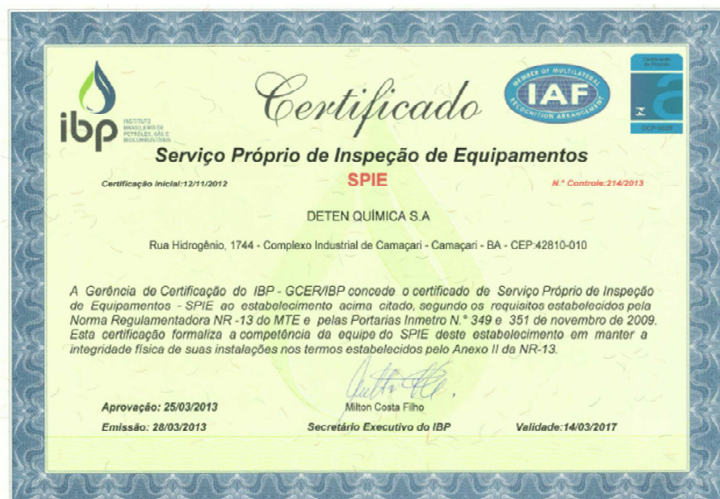 ibp
INSTITUTO
BRASILEIRO DE
PETRÓLEO, GÁS E
BIOCOMBUSTÍVEIS
Certificado
MEMBER OF MULTILATERAL
IAF
RECOGNITION ARRANGEMENT
Serviço Próprio de Inspeção de Equipamentos
Certificação inicial:12/11/2012
SPIE
N.º Controle:214/2013
DETEN QUÍMICA S.A
Rua Hidrogênio, 1744 - Complexo Industrial de Camaçari - Camaçari - BA - CEP:42810-010
A Gerência de Certificação do IBP - GCER/IBP concede o certificado de Serviço Próprio de Inspeção
de Equipamentos - SPIE ao estabelecimento acima citado, segundo os requisitos estabelecidos pela
Norma Regulamentadora NR -13 do MTE e pelas Portarias Inmetro N.° 349 e 351 de novembro de 2009.
Esta certificação formaliza a competência da equipe do SPIE deste estabelecimento em manter a
integridade física de suas instalações nos termos estabelecidos pelo Anexo II da NR-13.
Aprovação: 25/03/2013
Milton Costa Filho
Emissão: 28/03/2013
Secretário Executivo do IBP
Validade:14/03/2017